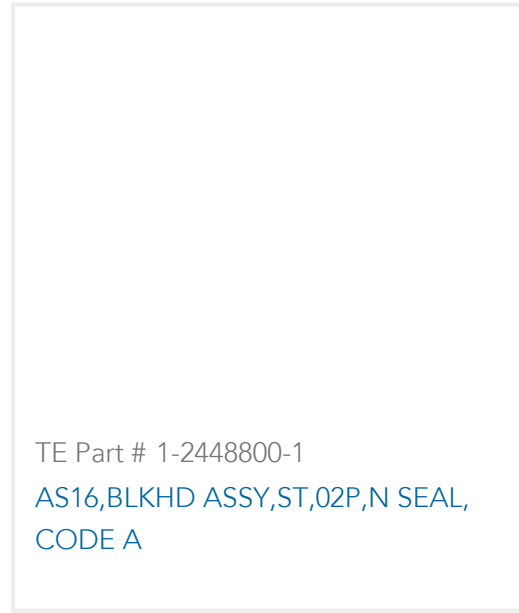 TE Part # 1-2448800-1
AS16,BLKHD ASSY,ST,02P,N SEAL,
CODE A